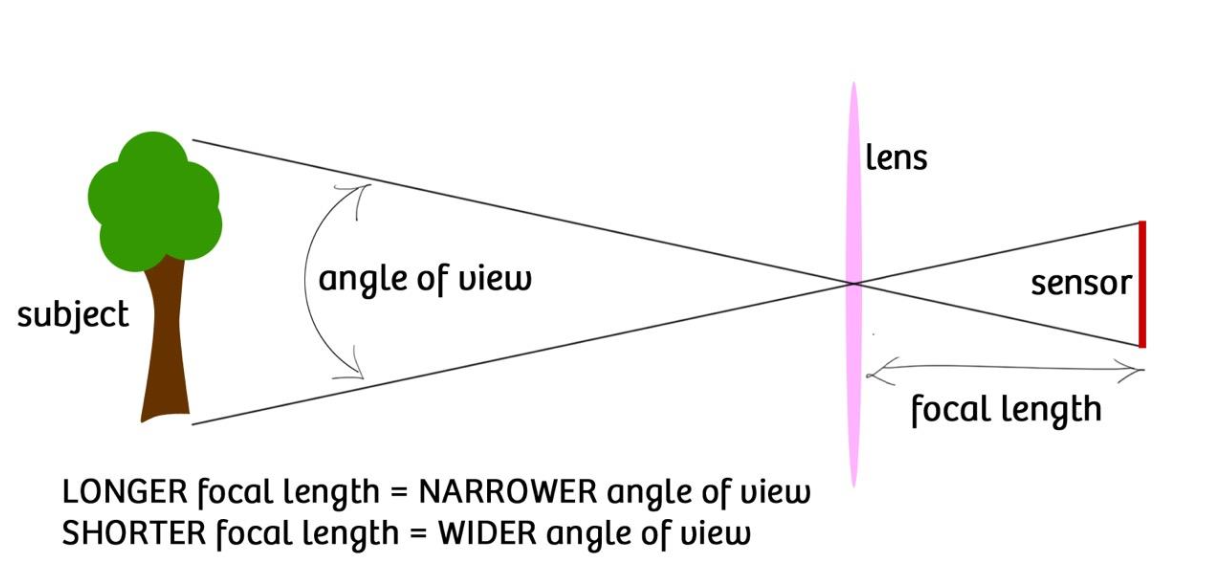 lens
angle of view
sensor
subject
focal length
LONGER focal length = NARROWER angle of view
SHORTER focal length = WIDER angle of view